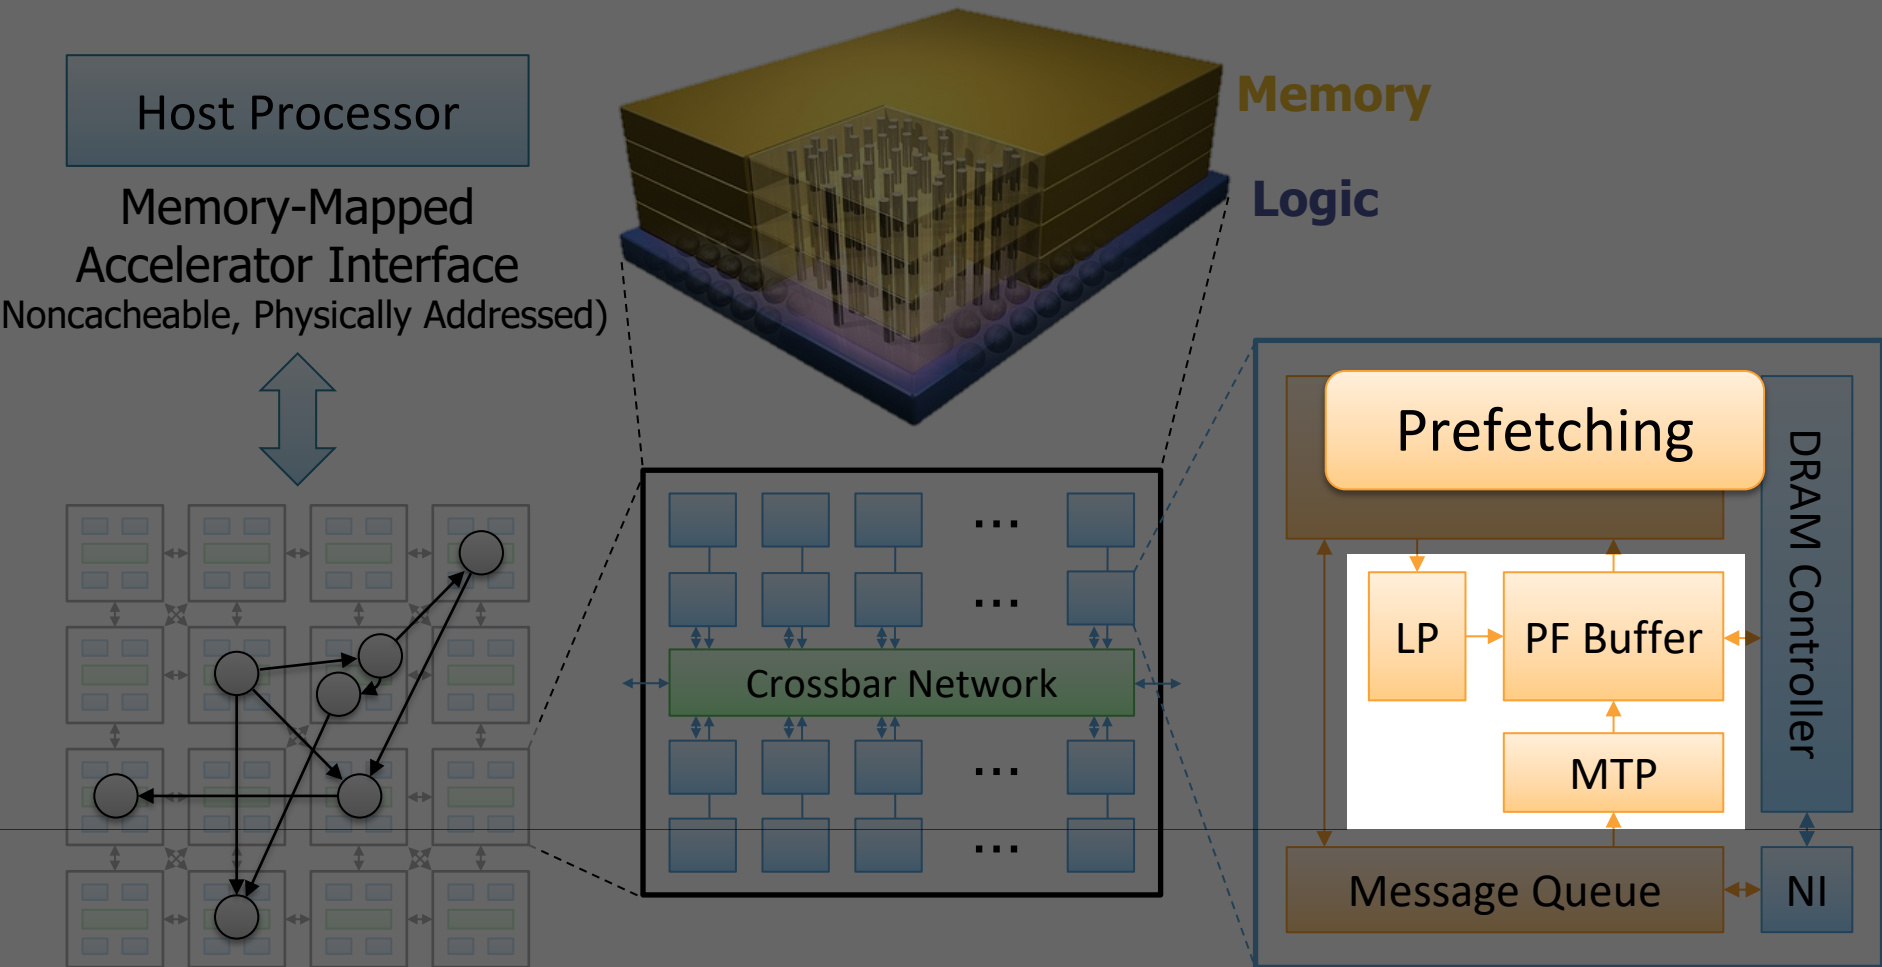 Host Processor
Memory-Mapped
Accelerator Interface
Noncacheable, Physically Addressed)
Memory
Logic
...
...
Crossbar Network
...
...
Prefetching
DRAM Controller
LP
PF Buffer
MTP
Message Queue
NI